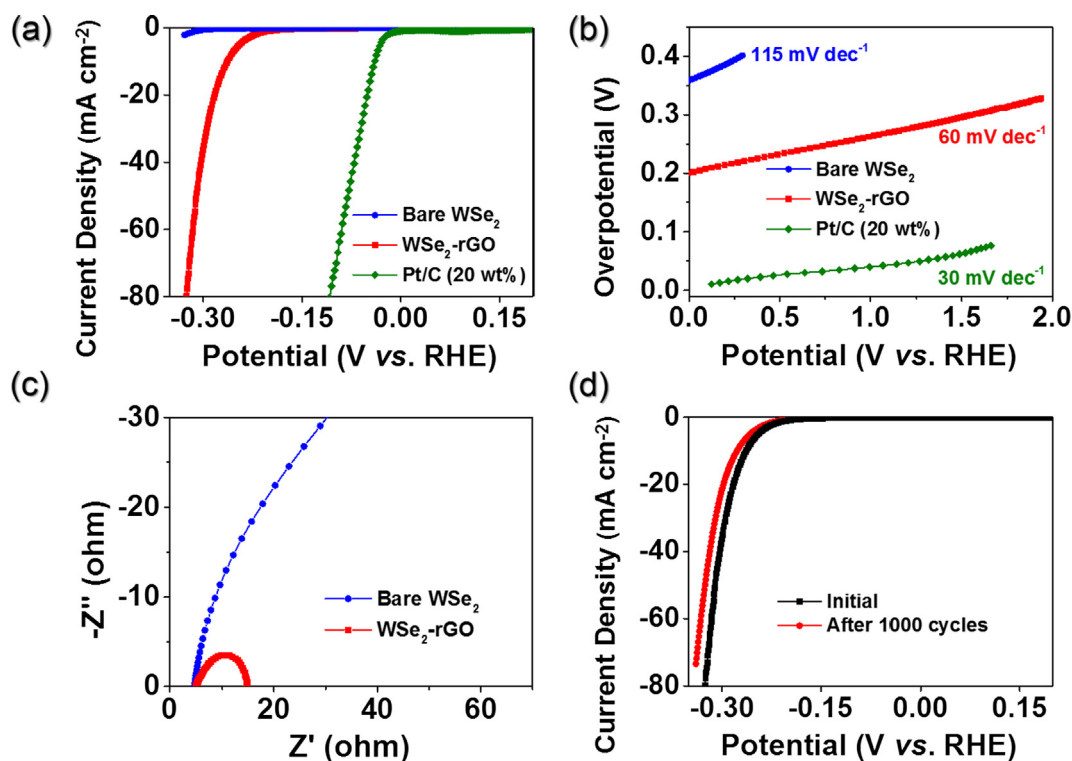 (a)
Current Density (mA cm⁻²)
0
-20
-40
-60
-80
Bare WSe₂
WSe₂-rGO
Pt/C (20 wt%)
-0.30 -0.15 0.00 0.15
Potential (V vs. RHE)
(b)
Overpotential (V)
0.4
0.3
0.2
0.1
0.0
115 mV dec⁻¹
60 mV dec⁻¹
Bare WSe₂
WSe₂-rGO
Pt/C (20 wt%)
30 mV dec⁻¹
0.0 0.5 1.0 1.5 2.0
Potential (V vs. RHE)
(c)
-Z'' (ohm)
-30
-20
-10
0
Bare WSe₂
WSe₂-rGO
0 20 40 60
Z' (ohm)
(d)
Current Density (mA cm⁻²)
0
-20
-40
-60
-80
Initial
After 1000 cycles
-0.30 -0.15 0.00 0.15
Potential (V vs. RHE)